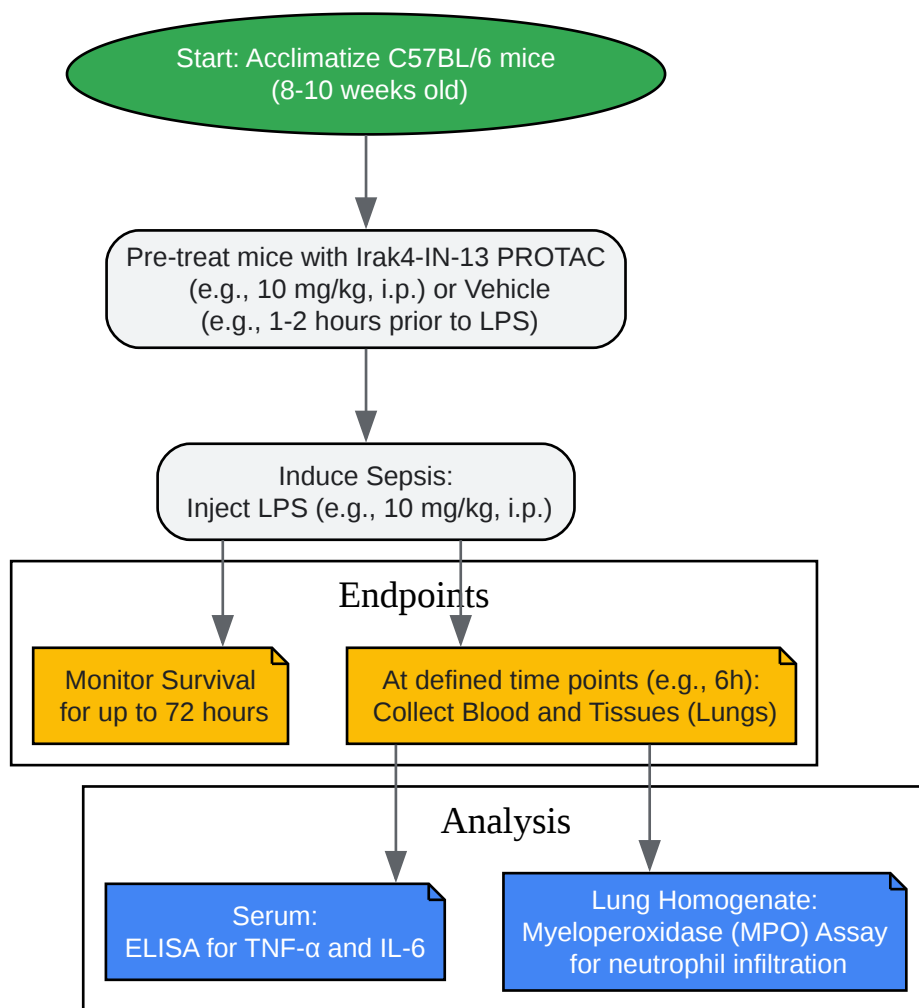 Start: Acclimatize C57BL/6 mice
(8-10 weeks old)
Pre-treat mice with Irak4-IN-13 PROTAC
(e.g., 10 mg/kg, i.p.) or Vehicle
(e.g., 1-2 hours prior to LPS)
Induce Sepsis:
Inject LPS (e.g., 10 mg/kg, i.p.)
Endpoints
Monitor Survival
for up to 72 hours
At defined time points (e.g., 6h):
Collect Blood and Tissues (Lungs)
Analysis
Serum:
ELISA for TNF-α and IL-6
Lung Homogenate:
Myeloperoxidase (MPO) Assay
for neutrophil infiltration